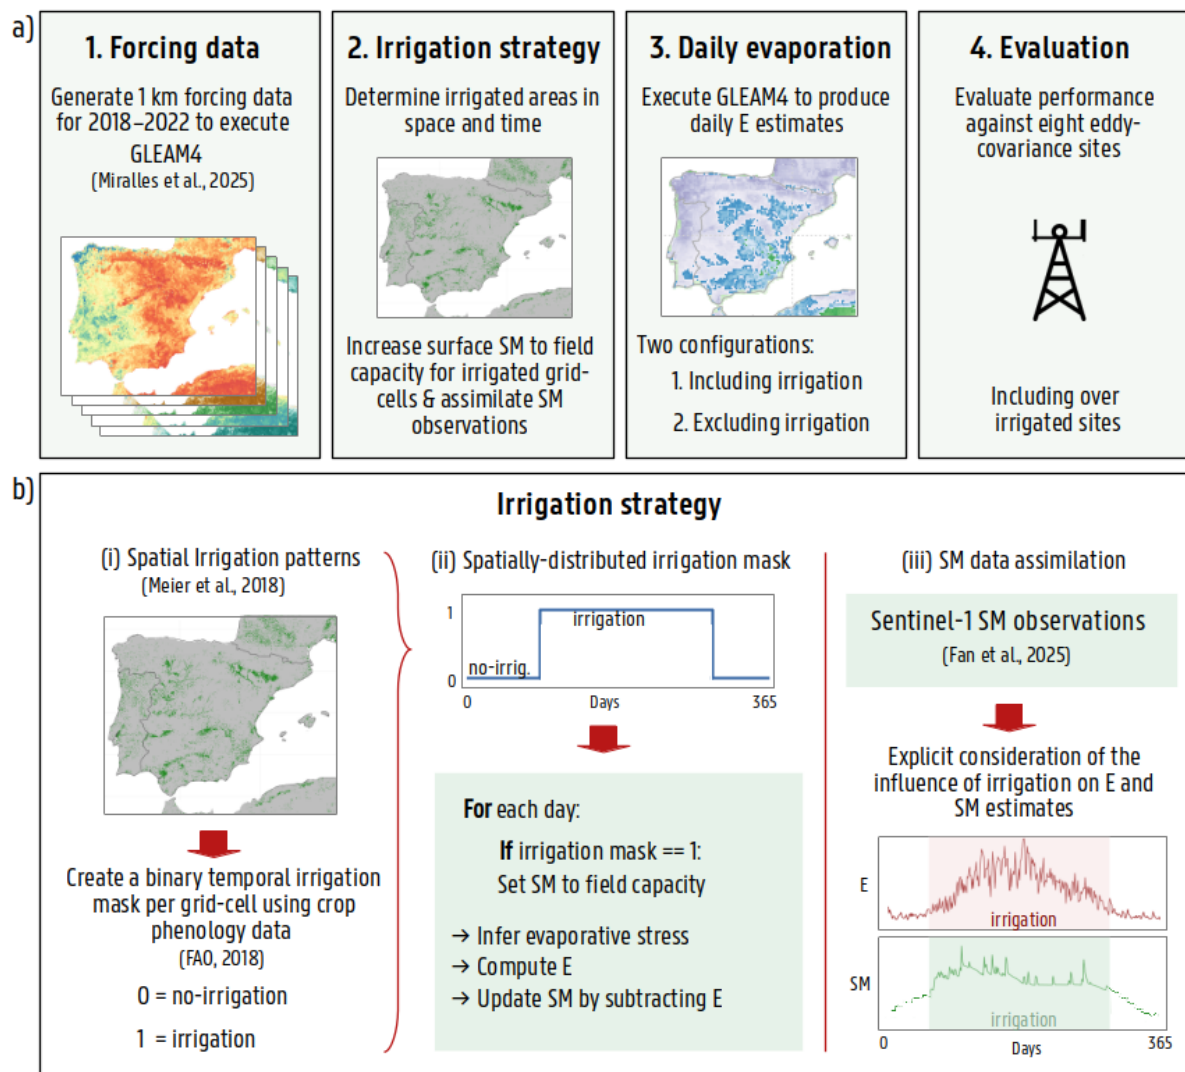 a)
1. Forcing data
Generate 1 km forcing data
for 2018–2022 to execute
GLEAM4
(Miralles et al., 2025)
2. Irrigation strategy
Determine irrigated areas in
space and time
Increase surface SM to field
capacity for irrigated grid-
cells & assimilate SM
observations
3. Daily evaporation
Execute GLEAM4 to produce
daily E estimates
Two configurations:
1. Including irrigation
2. Excluding irrigation
4. Evaluation
Evaluate performance
against eight eddy-
covariance sites
Including over
irrigated sites
b)
Irrigation strategy
(i) Spatial Irrigation patterns
(Meier et al., 2018)
Create a binary temporal irrigation
mask per grid-cell using crop
phenology data
(FAO, 2018)
0 = no-irrigation
1 = irrigation
(ii) Spatially-distributed irrigation mask
1
irrigation
no-irrig.
0
0 Days 365
For each day:
If irrigation mask == 1:
Set SM to field capacity
→ Infer evaporative stress
→ Compute E
→ Update SM by subtracting E
(iii) SM data assimilation
Sentinel-1 SM observations
(Fan et al., 2025)
Explicit consideration of the
influence of irrigation on E and
SM estimates
E
irrigation
SM
irrigation
0 Days 365